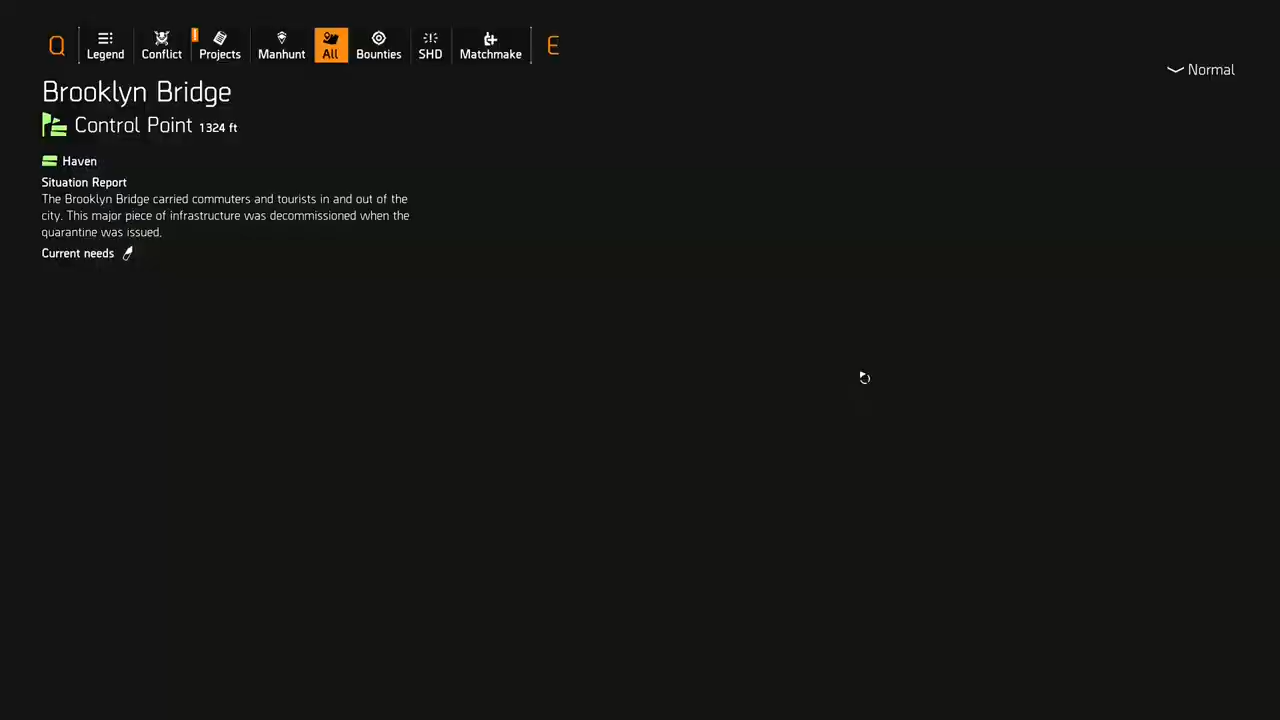 Q Legend Conflict Projects Manhunt All Bounties SHD Matchmake E
Normal
Brooklyn Bridge
Control Point 1324 ft
Haven
Situation Report
The Brooklyn Bridge carried commuters and tourists in and out of the
city. This major piece of infrastructure was decommissioned when the
quarantine was issued.
Current needs